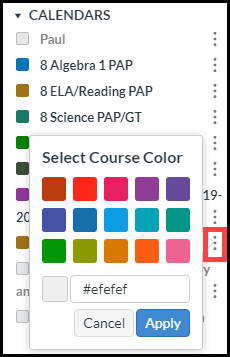 CALENDARS
Paul
8 Algebra 1 PAP
8 ELA/Reading PAP
8 Science PAP/GT
Select Course Color
19-
20
y
an
#efefef
Cancel
Apply